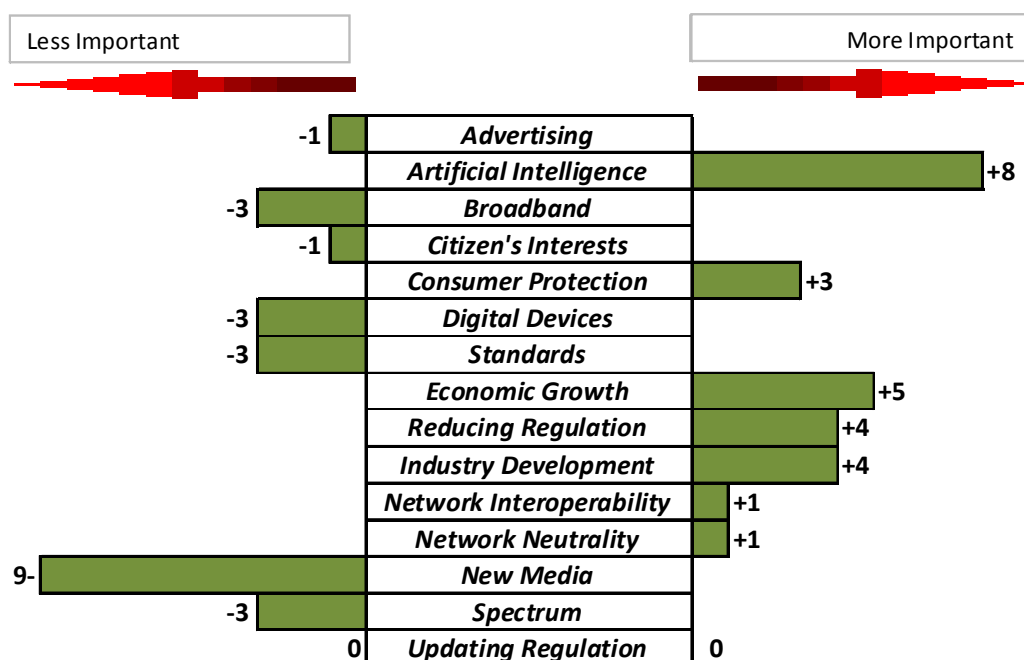 Less Important More Important
-1 Advertising
Artificial Intelligence +8
-3 Broadband
-1 Citizen's Interests
Consumer Protection +3
-3 Digital Devices
-3 Standards
Economic Growth +5
Reducing Regulation +4
Industry Development +4
Network Interoperability +1
Network Neutrality +1
9- New Media
-3 Spectrum
0 Updating Regulation 0